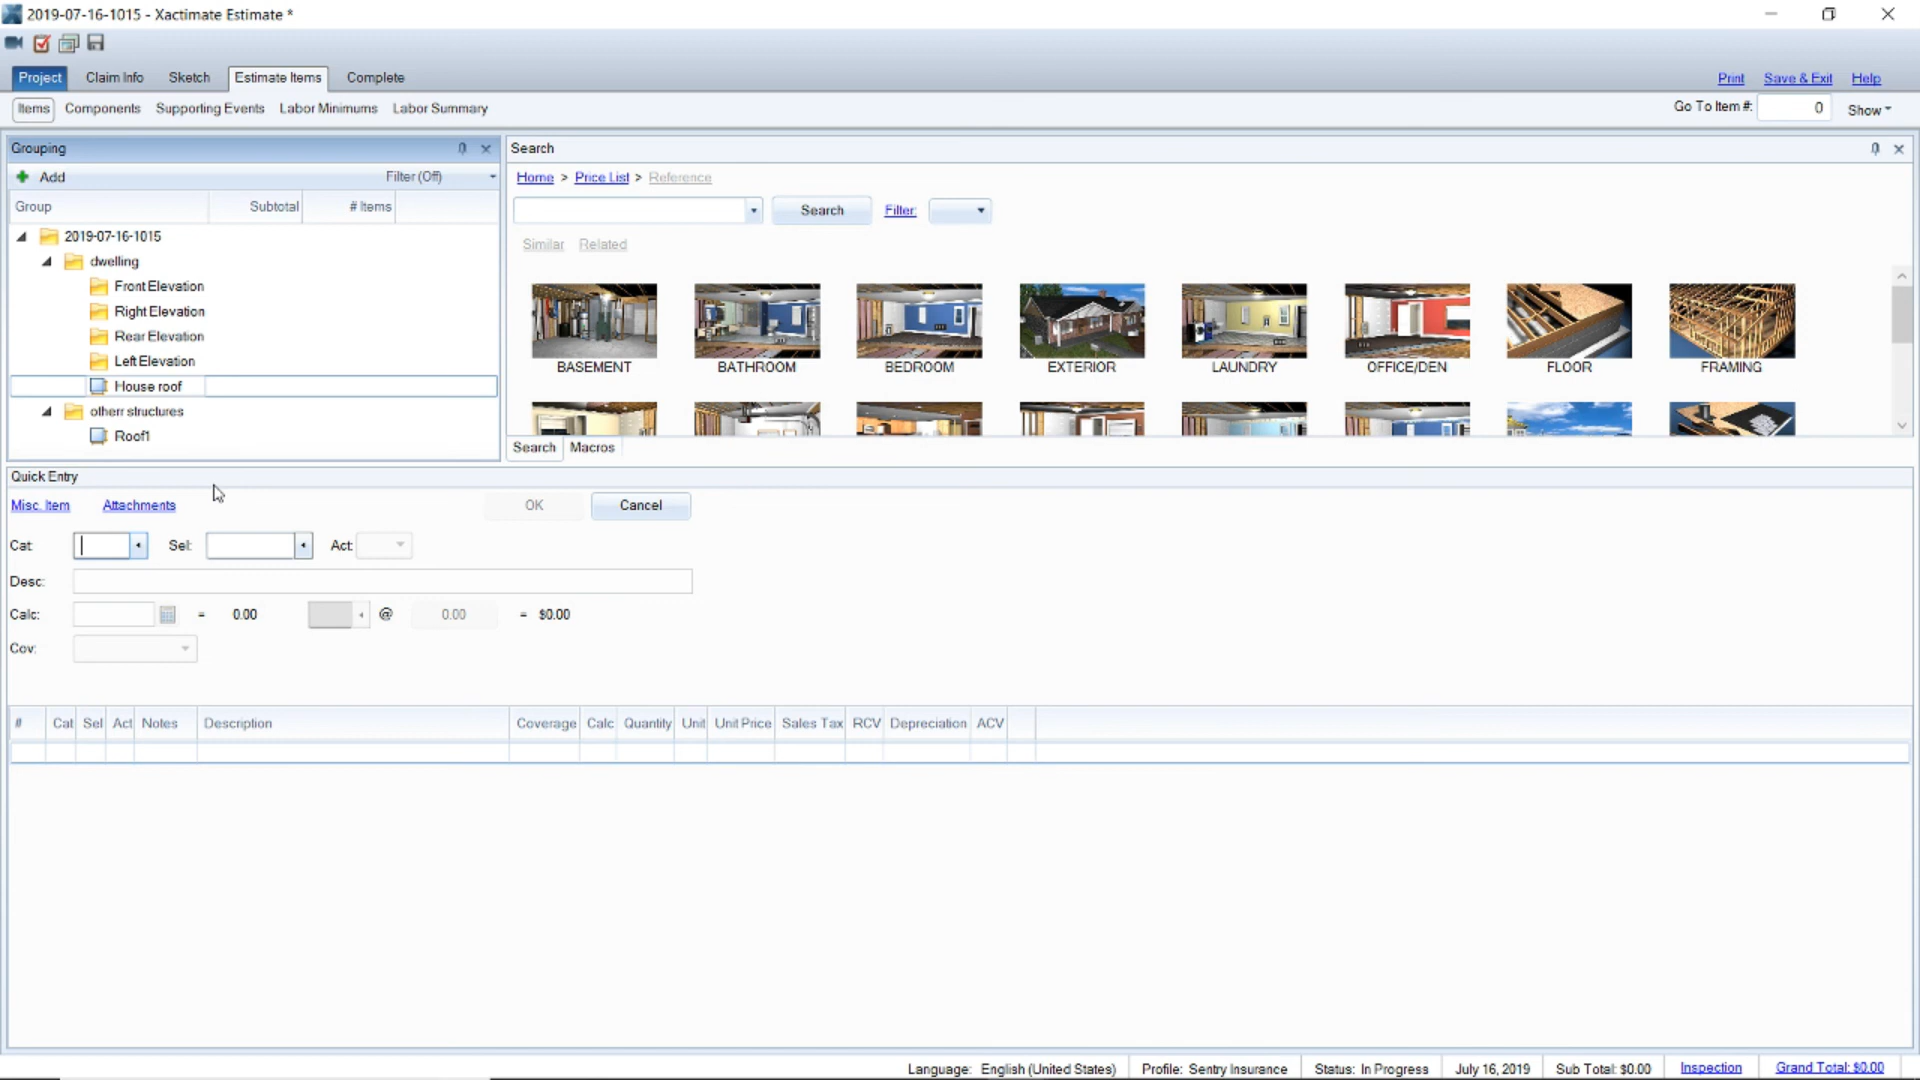 2019-07-16-1015 - Xactimate Estimate *
Project Claim Info Sketch Estimate Items Complete Print Save & Exit Help
Items Components Supporting Events Labor Minimums Labor Summary Go To Item #: 0 Show
Grouping
Add Filter (Off)
Group Subtotal # Items
2019-07-16-1015
dwelling
Front Elevation
Right Elevation
Rear Elevation
Left Elevation
House roof
otherr structures
Roof1
Search
Home > Price List > Reference
Search Filter:
Similar Related
BASEMENT BATHROOM BEDROOM EXTERIOR LAUNDRY OFFICE/DEN FLOOR FRAMING
Search Macros
Quick Entry
Misc. Item Attachments OK Cancel
Cat: Sel: Act:
Desc:
Calc: = 0.00 @ 0.00 = $0.00
Cov:
# Cat Sel Act Notes Description Coverage Calc Quantity Unit Unit Price Sales Tax RCV Depreciation ACV
Language: English (United States) Profile: Sentry Insurance Status: In Progress July 16, 2019 Sub Total: $0.00 Inspection Grand Total: $0.00